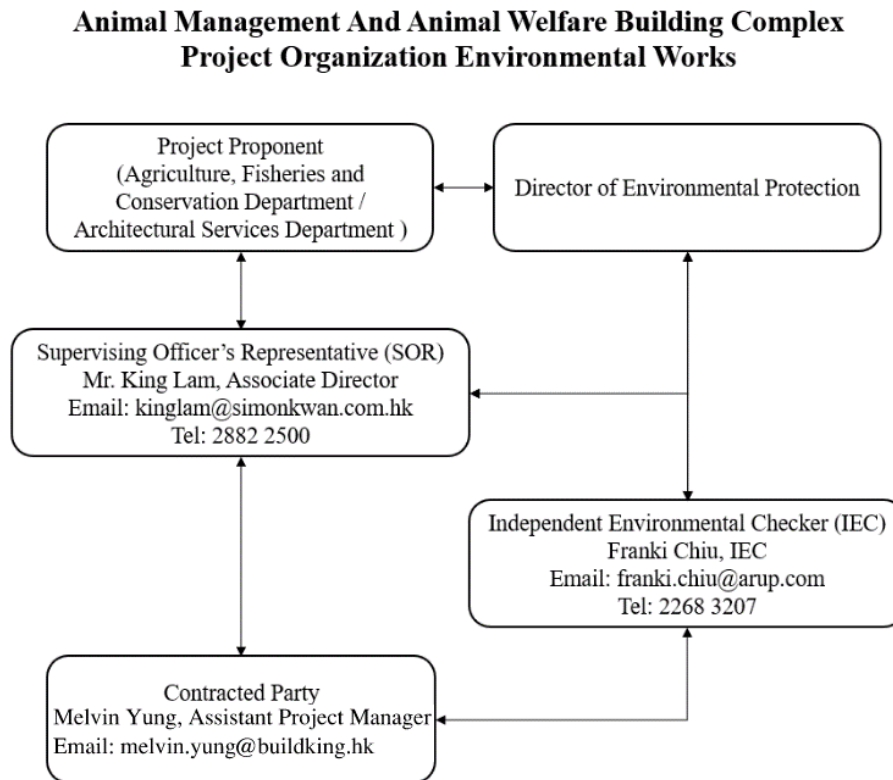 Animal Management And Animal Welfare Building Complex
Project Organization Environmental Works
Project Proponent
(Agriculture, Fisheries and
Conservation Department /
Architectural Services Department )
Director of Environmental Protection
Supervising Officer’s Representative (SOR)
Mr. King Lam, Associate Director
Email: kinglam@simonkwan.com.hk
Tel: 2882 2500
Independent Environmental Checker (IEC)
Franki Chiu, IEC
Email: franki.chiu@arup.com
Tel: 2268 3207
Contracted Party
Melvin Yung, Assistant Project Manager
Email: melvin.yung@buildking.hk